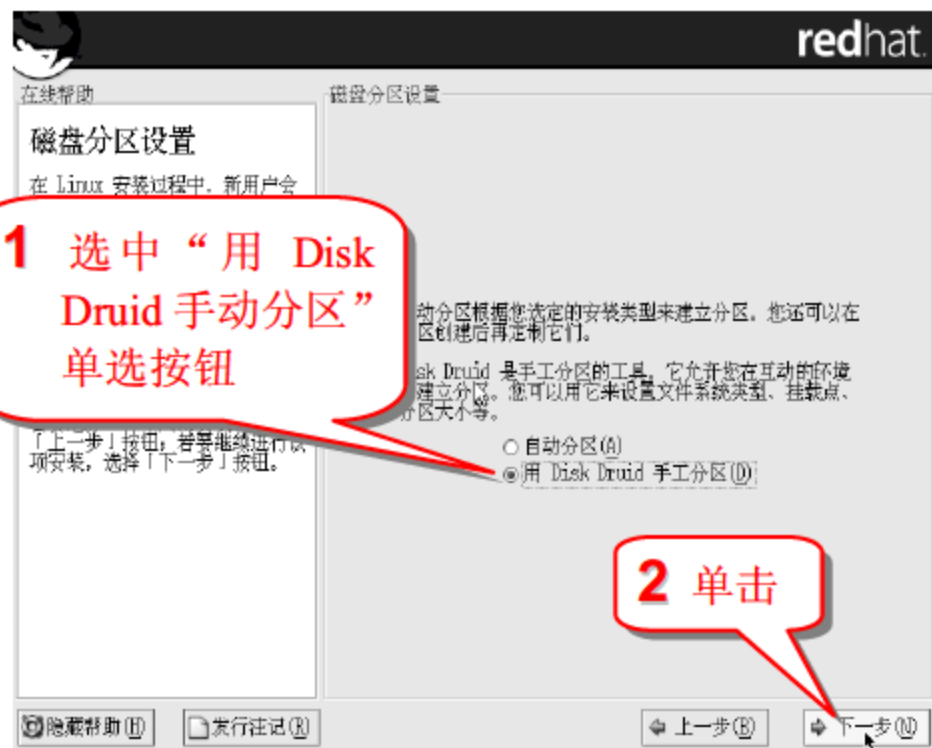 redhat.
在线帮助
磁盘分区设置
在 Linux 安装过程中，新用户会
「上一步」按钮；若要继续进行该
项安装，选择「下一步」按钮。
磁盘分区设置
动分区根据您选定的安装类型来建立分区。您还可以在
区创建后再定制它们。
sk Druid 是手工分区的工具。它允许您在互动的环境
建立分区。您可以用它来设置文件系统类型、挂载点、
分区大小等。
自动分区(A)
用 Disk Druid 手工分区(D)
1 选中“用 Disk
Druid 手动分区”
单选按钮
2 单击
隐藏帮助(H)
发行注记(R)
上一步(B)
下一步(N)